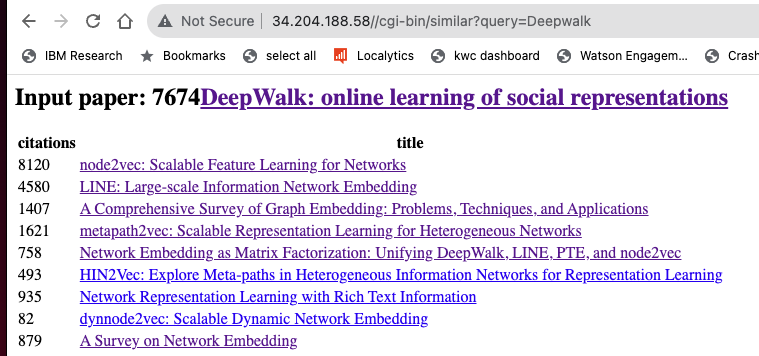 Not Secure | 34.204.188.58//cgi-bin/similar?query=Deepwalk
IBM Research Bookmarks select all Localytics kwc dashboard Watson Engagem... Crash
Input paper: 7674DeepWalk: online learning of social representations
citations title
8120 node2vec: Scalable Feature Learning for Networks
4580 LINE: Large-scale Information Network Embedding
1407 A Comprehensive Survey of Graph Embedding: Problems, Techniques, and Applications
1621 metapath2vec: Scalable Representation Learning for Heterogeneous Networks
758 Network Embedding as Matrix Factorization: Unifying DeepWalk, LINE, PTE, and node2vec
493 HIN2Vec: Explore Meta-paths in Heterogeneous Information Networks for Representation Learning
935 Network Representation Learning with Rich Text Information
82 dynnode2vec: Scalable Dynamic Network Embedding
879 A Survey on Network Embedding